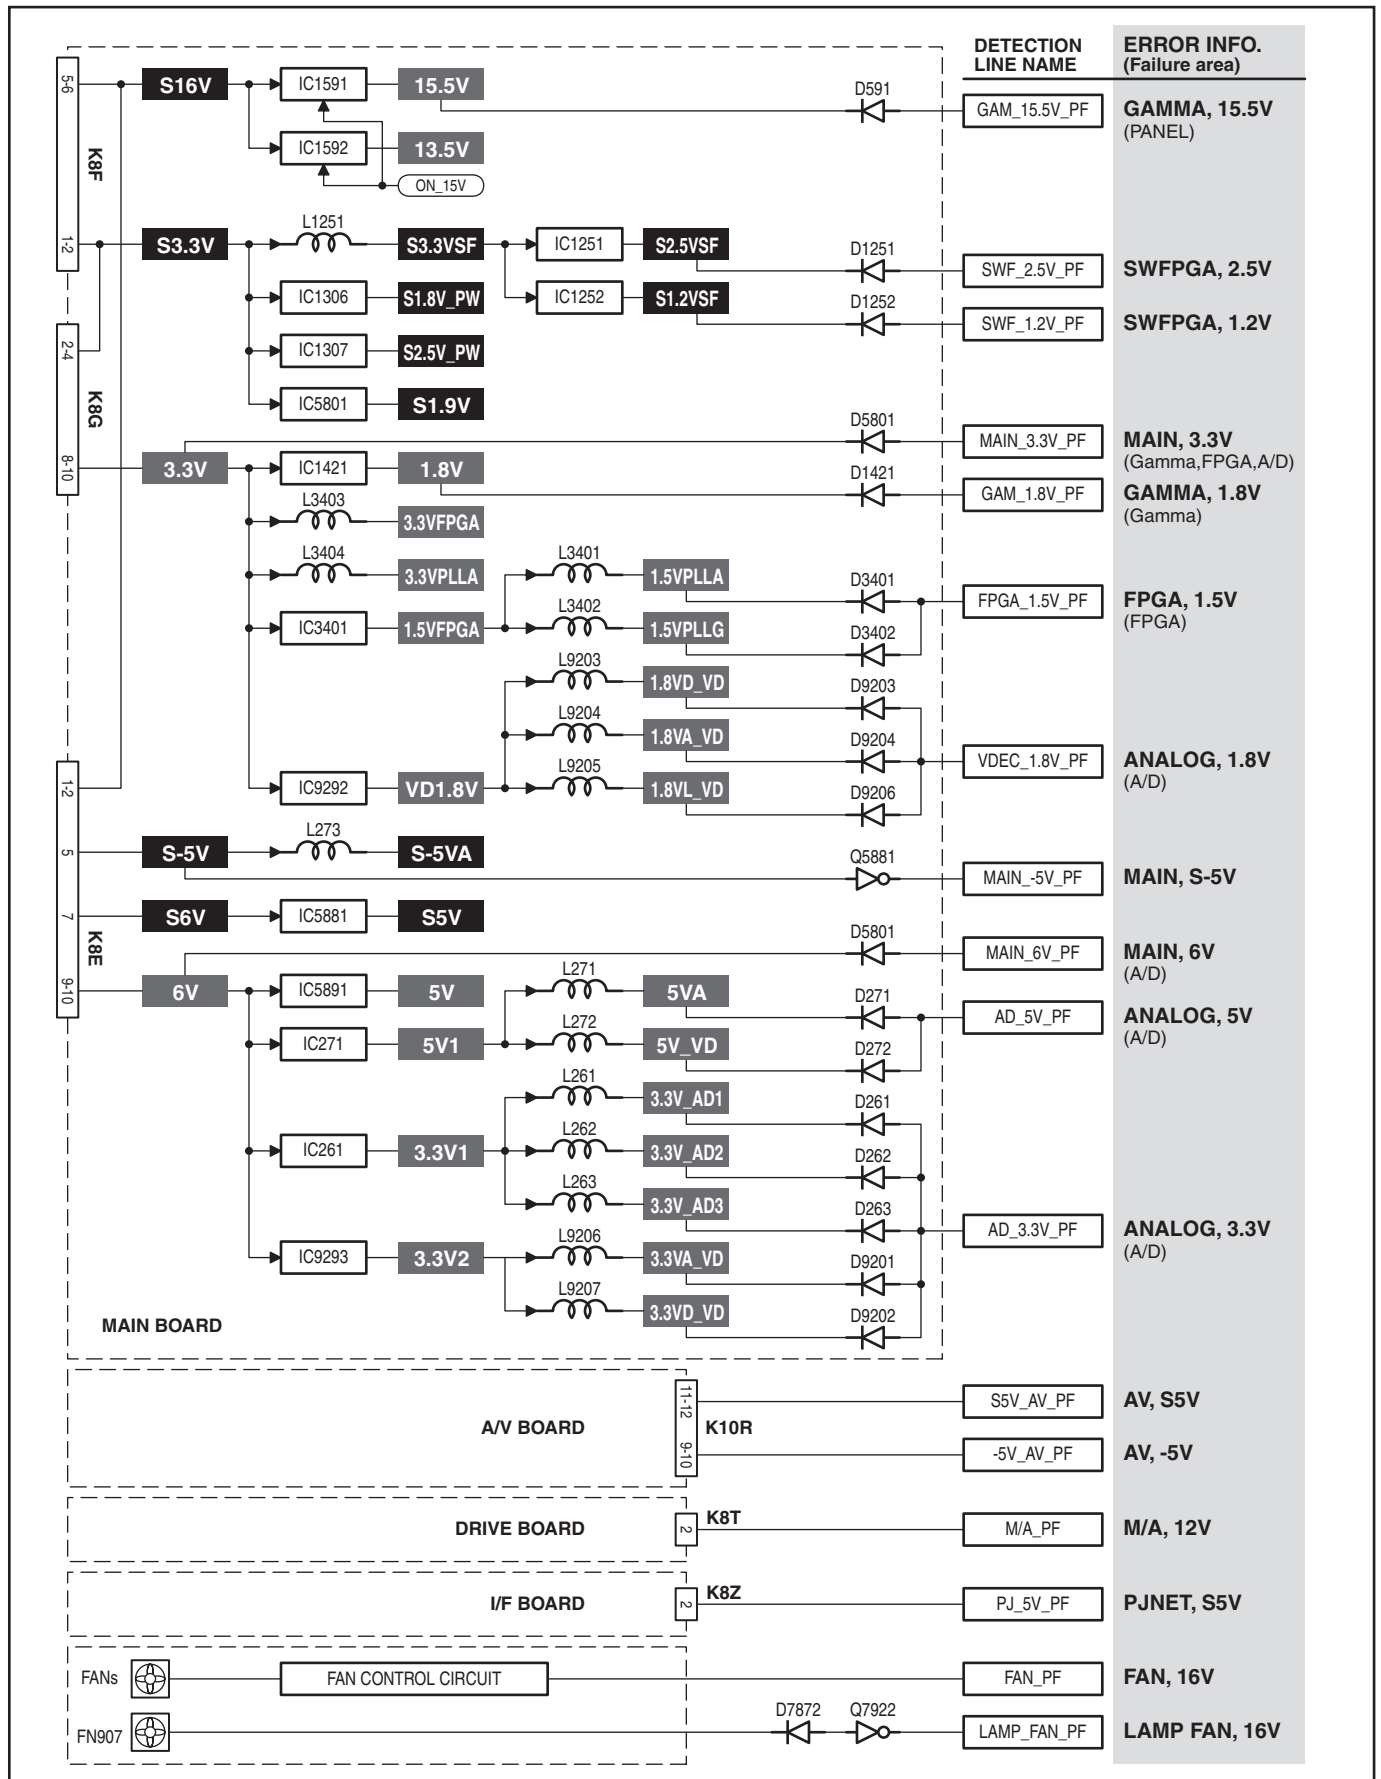 DETECTION
LINE NAME
ERROR INFO.
(Failure area)
5-6
K8F
1-2
S16V
IC1591
15.5V
D591
GAM_15.5V_PF
GAMMA, 15.5V
(PANEL)
IC1592
13.5V
ON_15V
S3.3V
L1251
S3.3VSF
IC1251
S2.5VSF
D1251
SWF_2.5V_PF
SWFPGA, 2.5V
IC1306
S1.8V_PW
IC1252
S1.2VSF
D1252
SWF_1.2V_PF
SWFPGA, 1.2V
2-4
K8G
8-10
IC1307
S2.5V_PW
IC5801
S1.9V
D5801
MAIN_3.3V_PF
MAIN, 3.3V
(Gamma,FPGA,A/D)
3.3V
IC1421
1.8V
D1421
GAM_1.8V_PF
GAMMA, 1.8V
(Gamma)
L3403
3.3VFPGA
L3404
3.3VPLLA
L3401
1.5VPLLA
D3401
FPGA_1.5V_PF
FPGA, 1.5V
(FPGA)
IC3401
1.5VFPGA
L3402
1.5VPLLG
D3402
L9203
1.8VD_VD
D9203
L9204
1.8VA_VD
D9204
VDEC_1.8V_PF
ANALOG, 1.8V
(A/D)
IC9292
VD1.8V
L9205
1.8VL_VD
D9206
1-2
5
7
K8E
9-10
S-5V
L273
S-5VA
Q5881
MAIN_-5V_PF
MAIN, S-5V
S6V
IC5881
S5V
D5801
MAIN_6V_PF
MAIN, 6V
(A/D)
6V
IC5891
5V
L271
5VA
D271
AD_5V_PF
ANALOG, 5V
(A/D)
IC271
5V1
L272
5V_VD
D272
L261
3.3V_AD1
D261
IC261
3.3V1
L262
3.3V_AD2
D262
L263
3.3V_AD3
D263
AD_3.3V_PF
ANALOG, 3.3V
(A/D)
IC9293
3.3V2
L9206
3.3VA_VD
D9201
L9207
3.3VD_VD
D9202
MAIN BOARD
A/V BOARD
11-12
9-10
K10R
S5V_AV_PF
AV, S5V
-5V_AV_PF
AV, -5V
DRIVE BOARD
2
K8T
M/A_PF
M/A, 12V
I/F BOARD
2
K8Z
PJ_5V_PF
PJNET, S5V
FANs
FAN CONTROL CIRCUIT
FAN_PF
FAN, 16V
FN907
D7872
Q7922
LAMP_FAN_PF
LAMP FAN, 16V